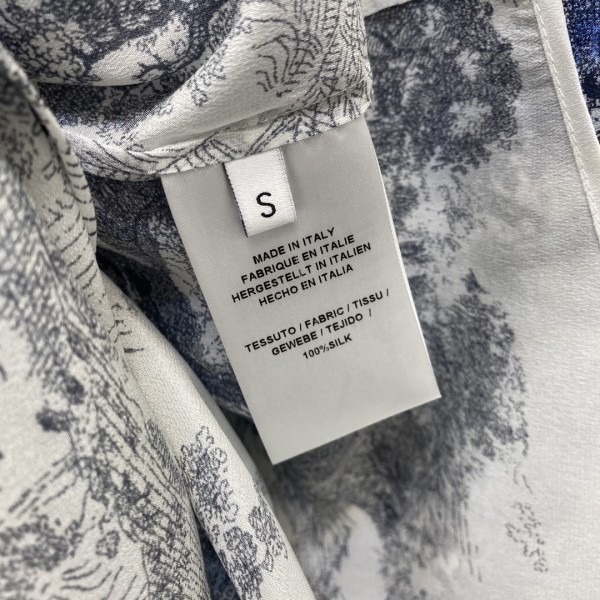 S
MADE IN ITALY
FABRIQUE EN ITALIE
HERGESTELLT IN ITALIEN
HECHO EN ITALIA
TESSUTO / FABRIC / TISSU /
GEWEBE / TEJIDO /
100%SILK